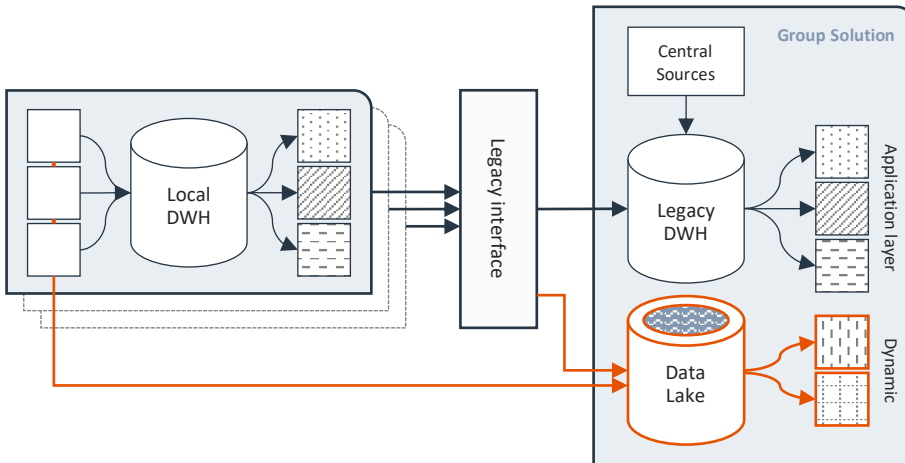 Group Solution
Central
Sources
Local
DWH
Legacy interface
Legacy
DWH
Application layer
Data
Lake
Dynamic